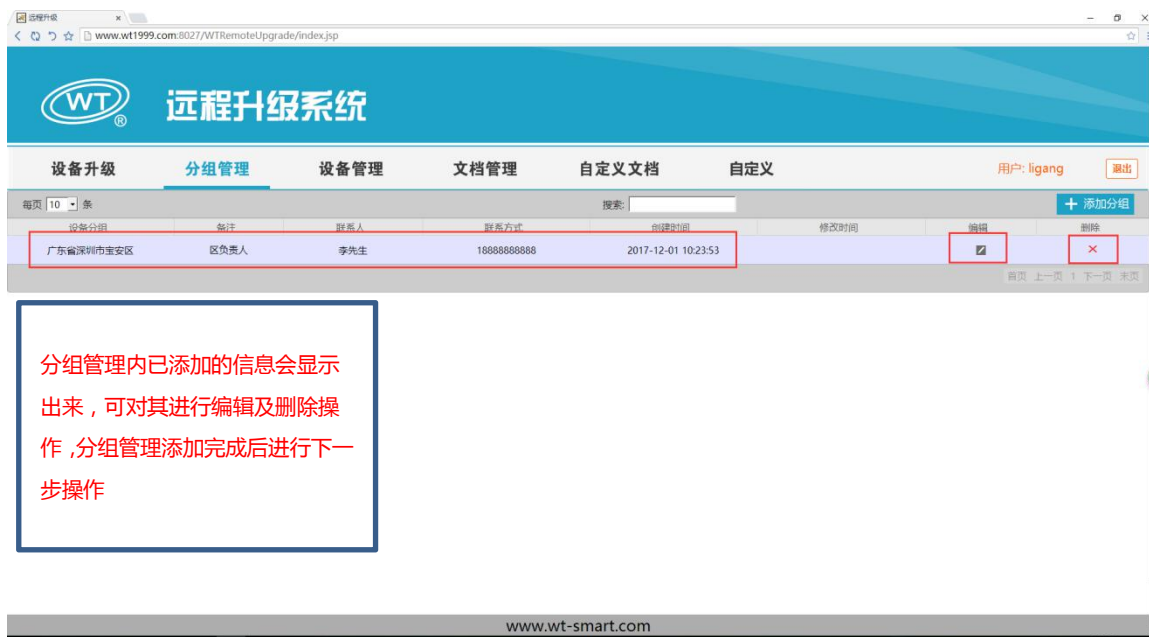 远程升级
www.wt1999.com:8027/WTRemoteUpgrade/index.jsp
WT ® 远程升级系统
设备升级 分组管理 设备管理 文档管理 自定义文档 自定义 用户: ligang 退出
每页 10 条 搜索: + 添加分组
设备分组 备注 联系人 联系方式 创建时间 修改时间 编辑 删除
广东省深圳市宝安区 区负责人 李先生 18888888888 2017-12-01 10:23:53
首页 上一页 1 下一页 末页
分组管理内已添加的信息会显示
出来，可对其进行编辑及删除操
作 ,分组管理添加完成后进行下一
步操作
www.wt-smart.com